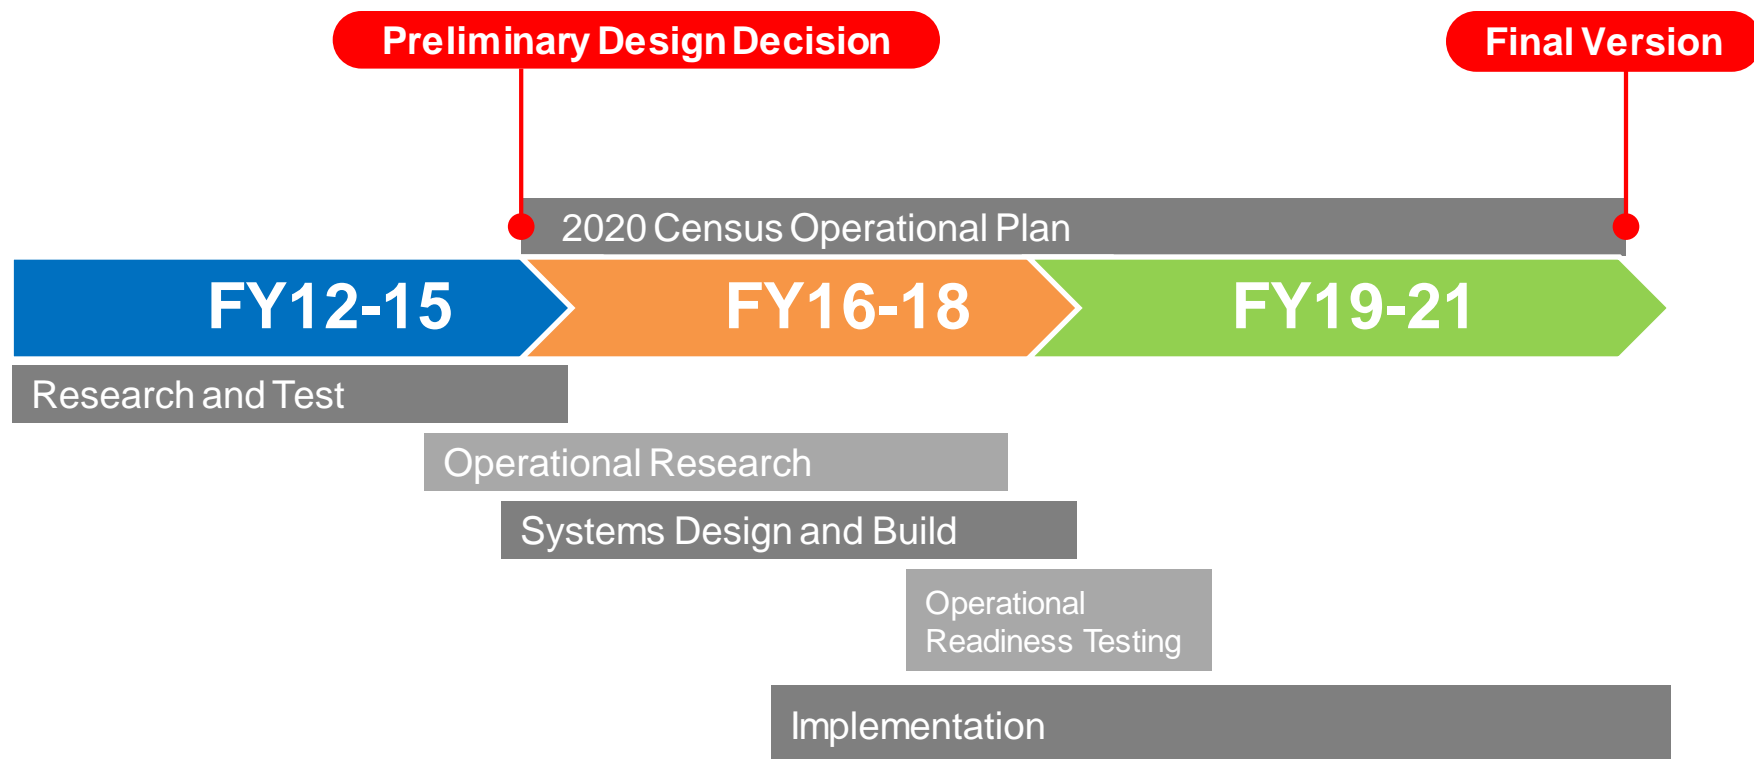 Preliminary Design Decision
Final Version
2020 Census Operational Plan
FY12-15
FY16-18
FY19-21
Research and Test
Operational Research
Systems Design and Build
Operational
Readiness Testing
Implementation